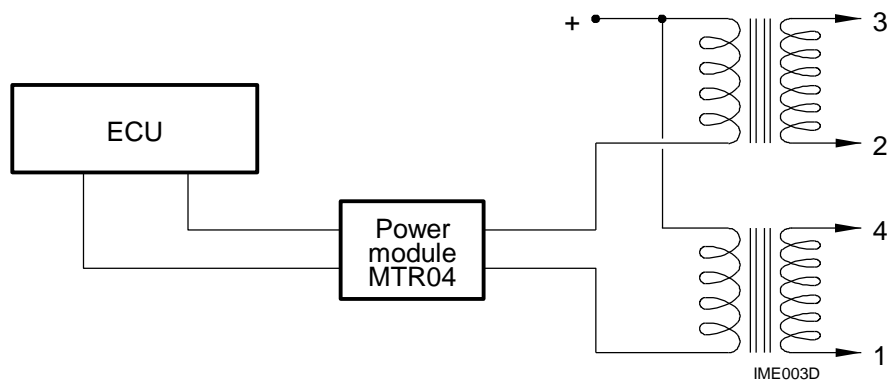 +
3
ECU
2
Power
module
MTR04
4
1
IME003D